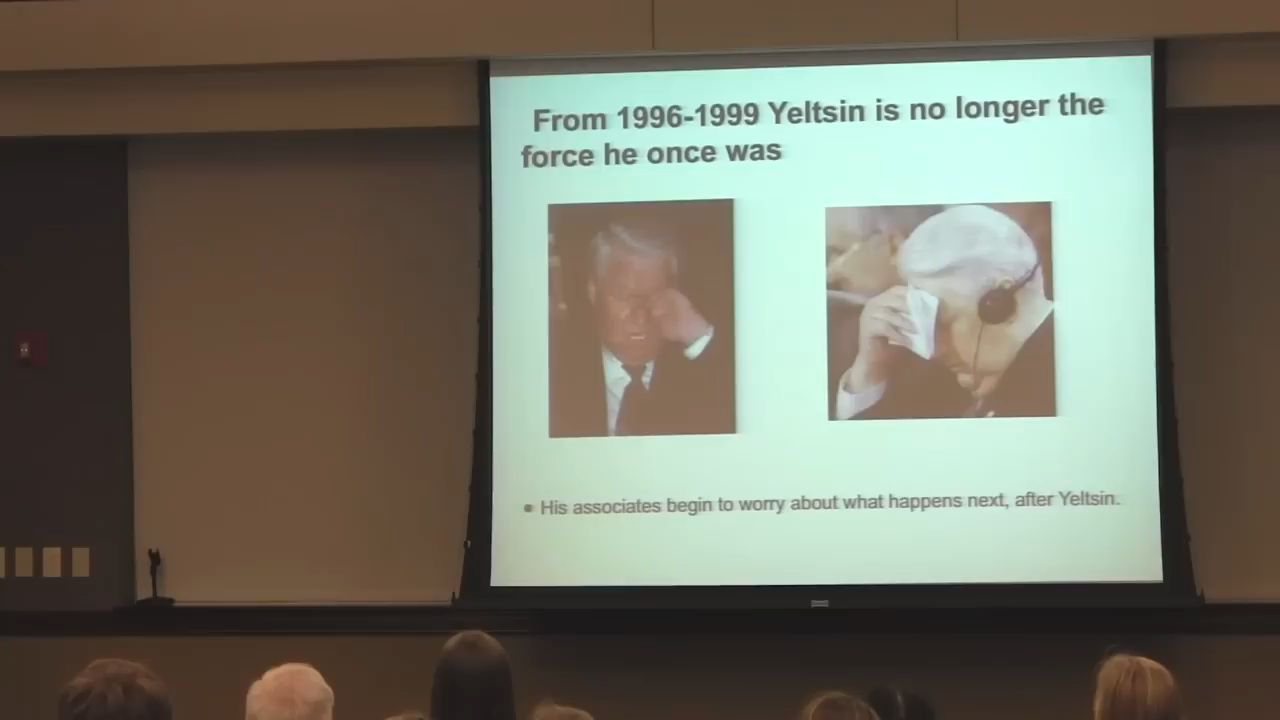 From 1996-1999 Yeltsin is no longer the
force he once was
• His associates begin to worry about what happens next, after Yeltsin.